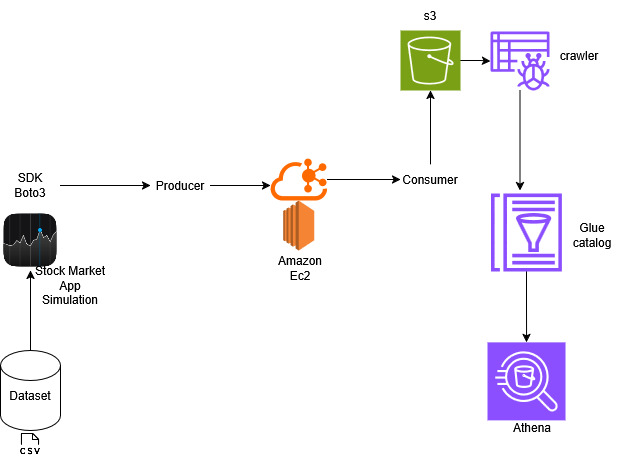 s3
crawler
SDK
Boto3
Producer
Consumer
Stock Market
App
Simulation
Amazon
Ec2
Glue
catalog
Dataset
CSV
Athena